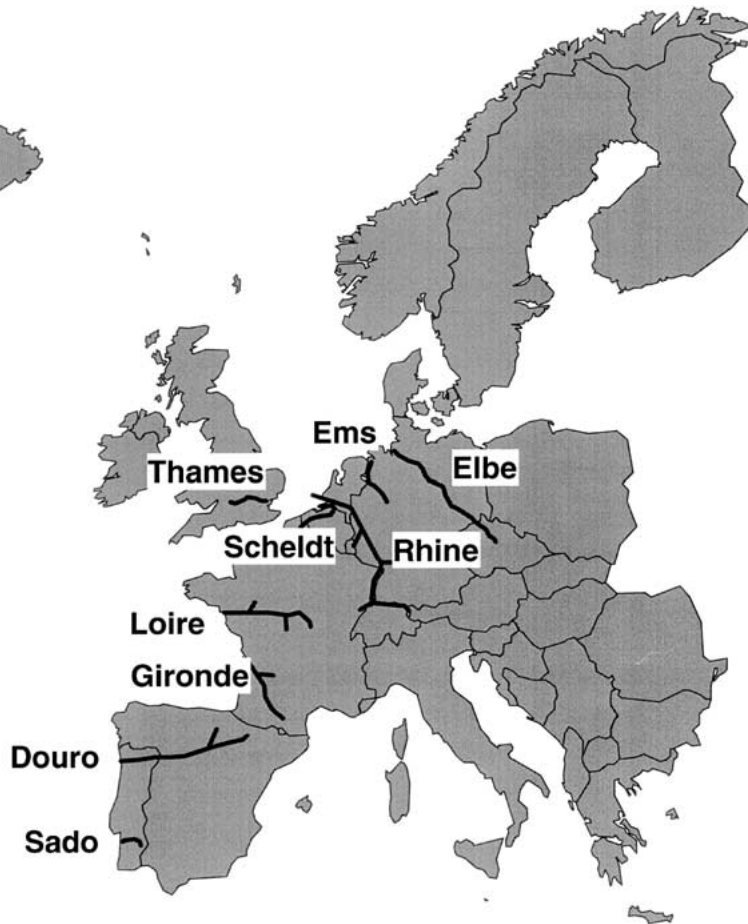 Ems
Elbe
Thames
Scheldt
Rhine
Loire
Gironde
Douro
Sado